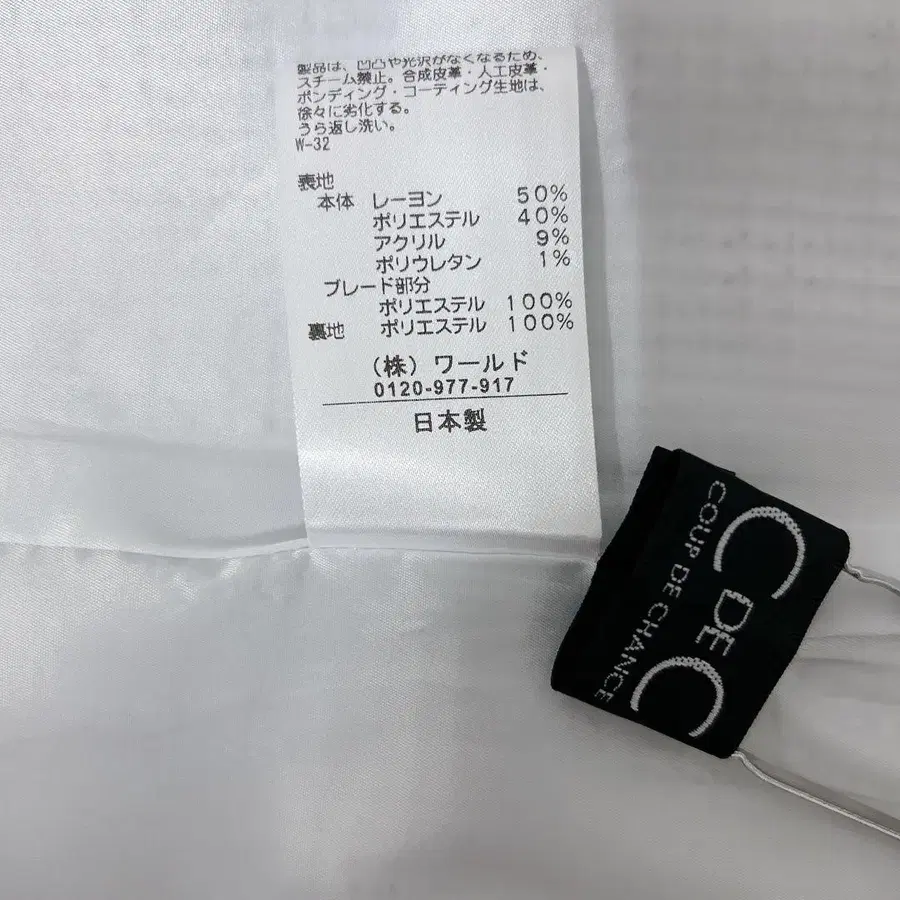 製品は、凹凸や光沢がなくなるため、
スチーム禁止。合成皮革・人工皮革・
ボンディング・コーティング生地は、
徐々に劣化する。
うら返し洗い。
W-32
表地
本体 レーヨン 50%
ポリエステル 40%
アクリル 9%
ポリウレタン 1%
ブレード部分
ポリエステル 100%
裏地 ポリエステル 100%
(株) ワールド
0120-977-917
日本製
C DE C
COUP DE CHANCE